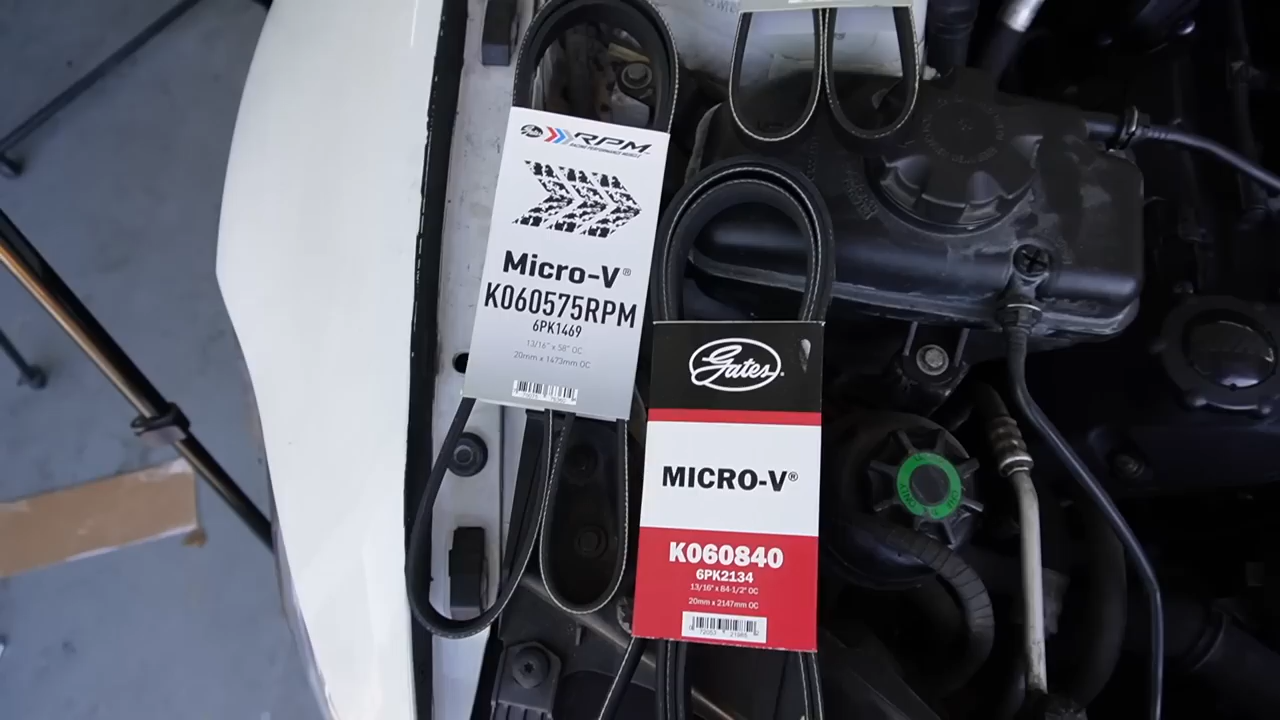 RPM
Micro-V®
K060575RPM
6PK1469
13/16" x 58" OC
20mm x 1473mm OC
Gates
MICRO-V®
K060840
6PK2134
13/16" x 84-1/2" OC
20mm x 2147mm OC